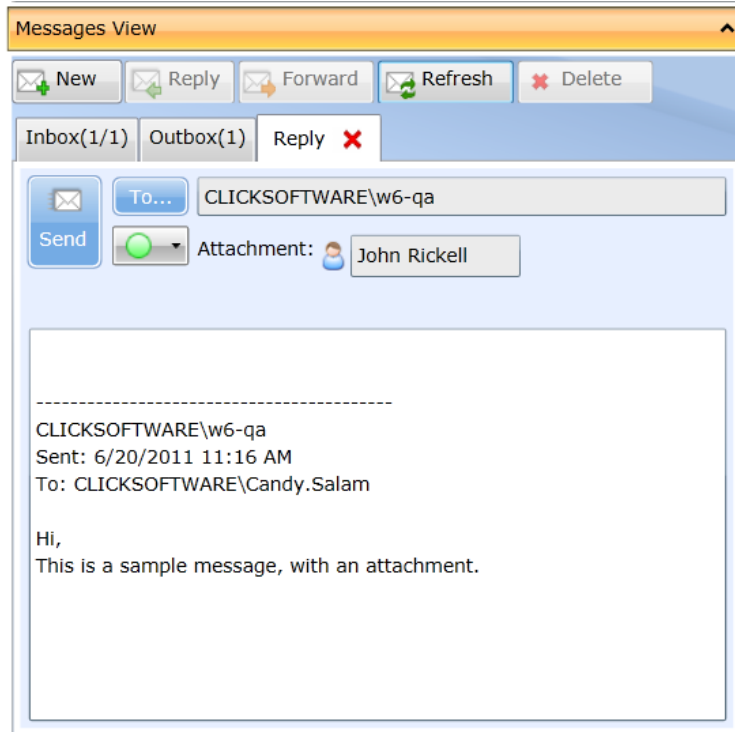 Messages View
New Reply Forward Refresh Delete
Inbox(1/1) Outbox(1) Reply
To... CLICKSOFTWARE\w6-qa
Send Attachment: John Rickell
------------------------------------------
CLICKSOFTWARE\w6-qa
Sent: 6/20/2011 11:16 AM
To: CLICKSOFTWARE\Candy.Salam
Hi,
This is a sample message, with an attachment.